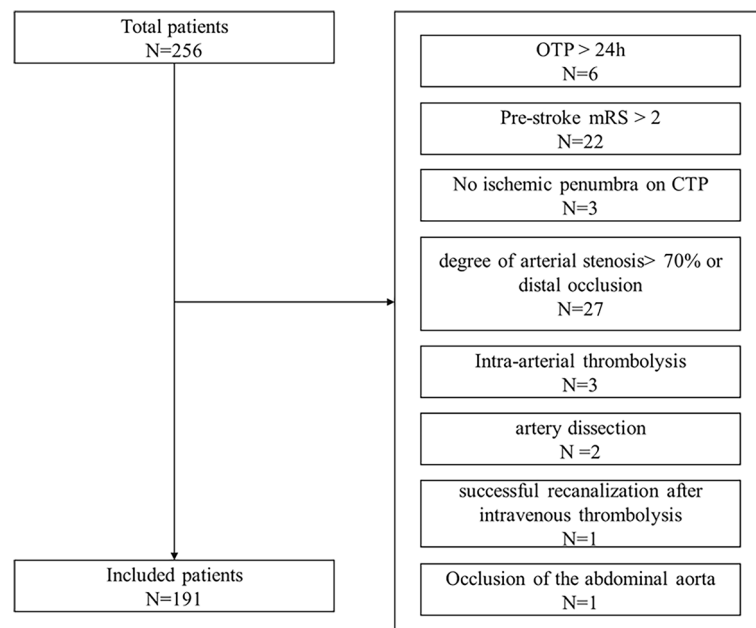 Total patients
N=256
OTP > 24h
N=6
Pre-stroke mRS > 2
N=22
No ischemic penumbra on CTP
N=3
degree of arterial stenosis> 70% or
distal occlusion
N=27
Intra-arterial thrombolysis
N=3
artery dissection
N =2
successful recanalization after
intravenous thrombolysis
N=1
Occlusion of the abdominal aorta
N=1
Included patients
N=191